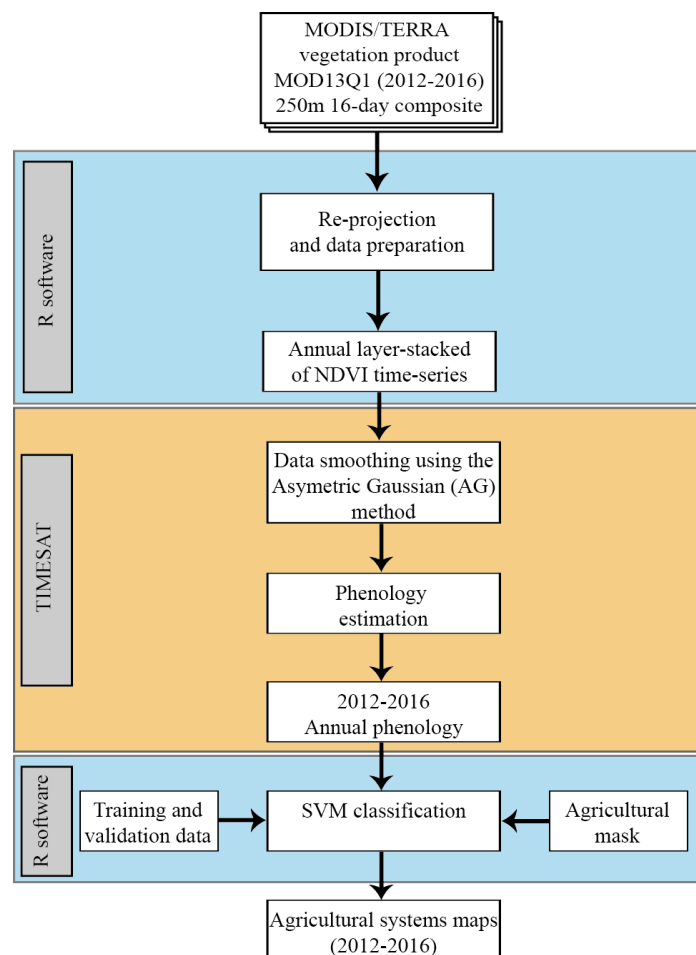 MODIS/TERRA
vegetation product
MOD13Q1 (2012-2016)
250m 16-day composite
R software
Re-projection
and data preparation
Annual layer-stacked
of NDVI time-series
TIMESAT
Data smoothing using the
Asymetric Gaussian (AG)
method
Phenology
estimation
2012-2016
Annual phenology
R software
Training and
validation data
SVM classification
Agricultural
mask
Agricultural systems maps
(2012-2016)